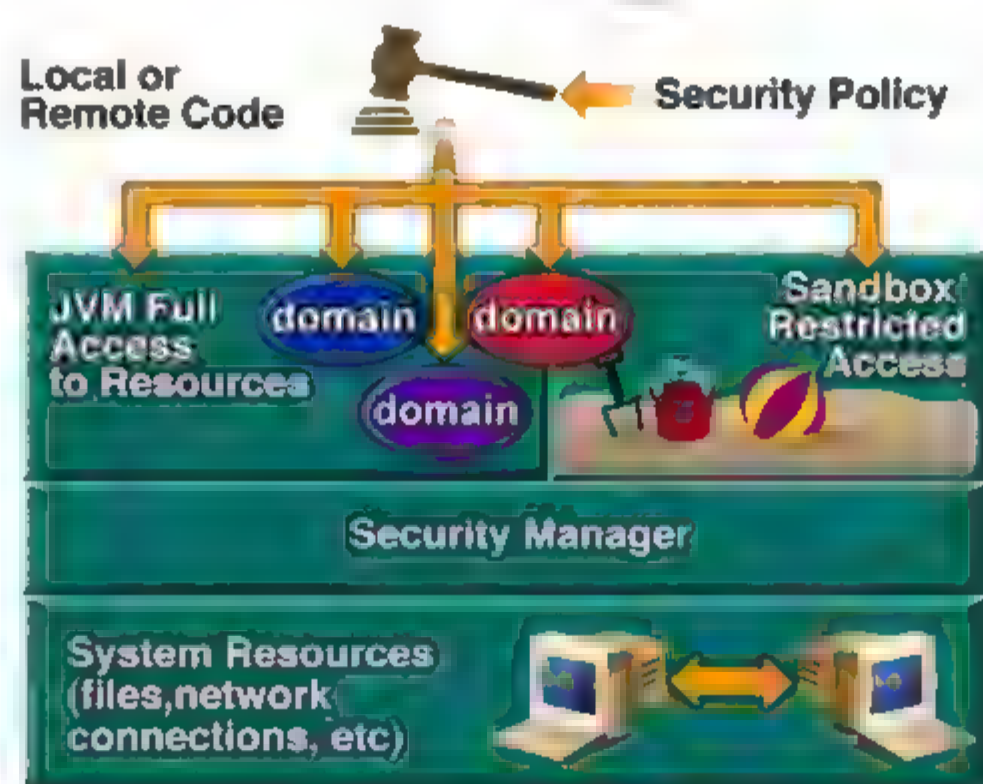 Local or
Remote Code
Security Policy
JVM Full
Access
to Resources
domain
domain
domain
Sandbox
Restricted
Access
Security Manager
System Resources
(files,network
connections, etc)